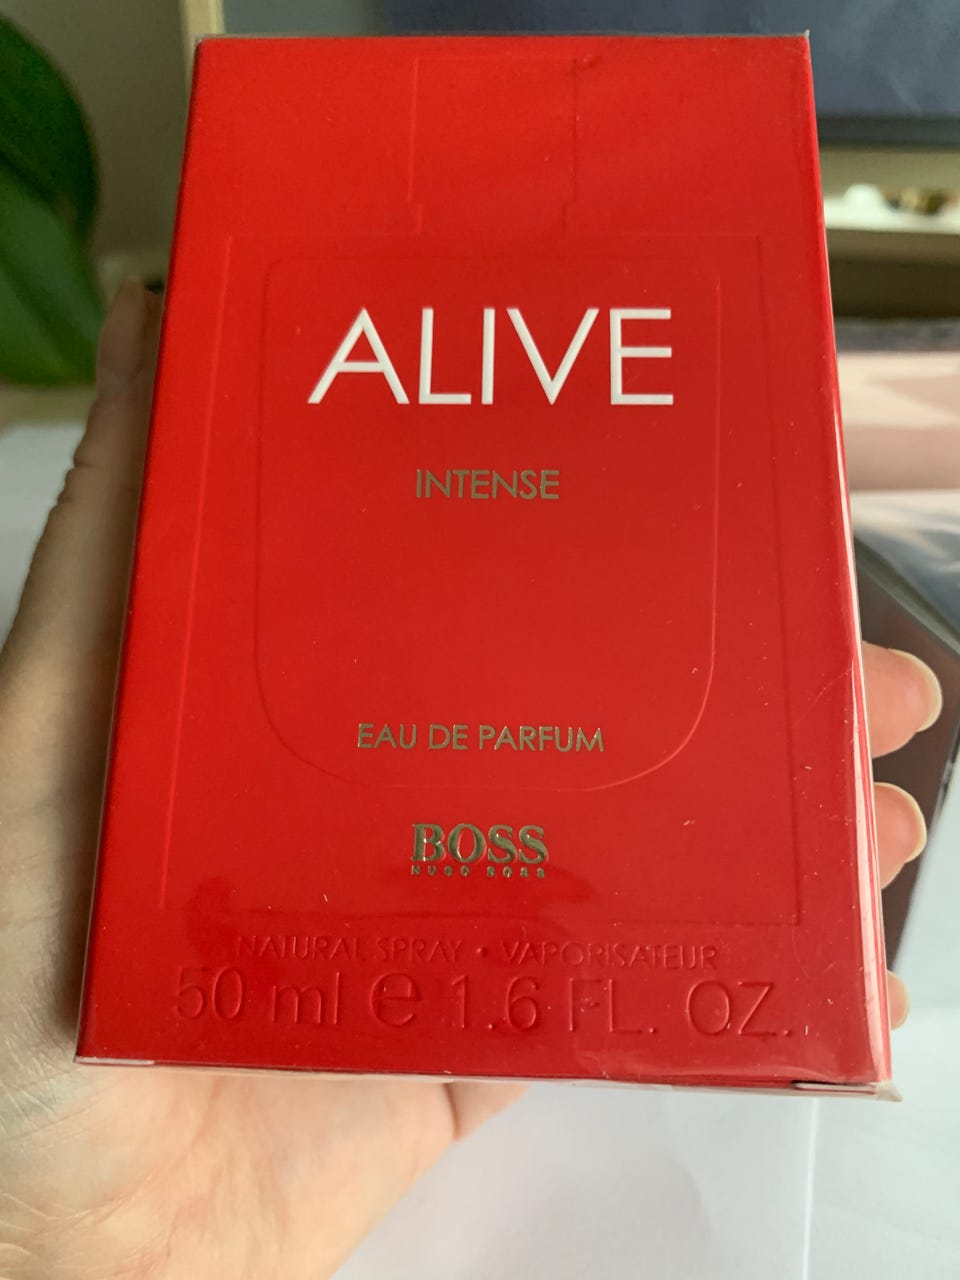 ALIVE
INTENSE
EAU DE PARFUM
BOSS
HUGO BOSS
NATURAL SPRAY • VAPORISATEUR
50 ml ℮ 1.6 FL. OZ.